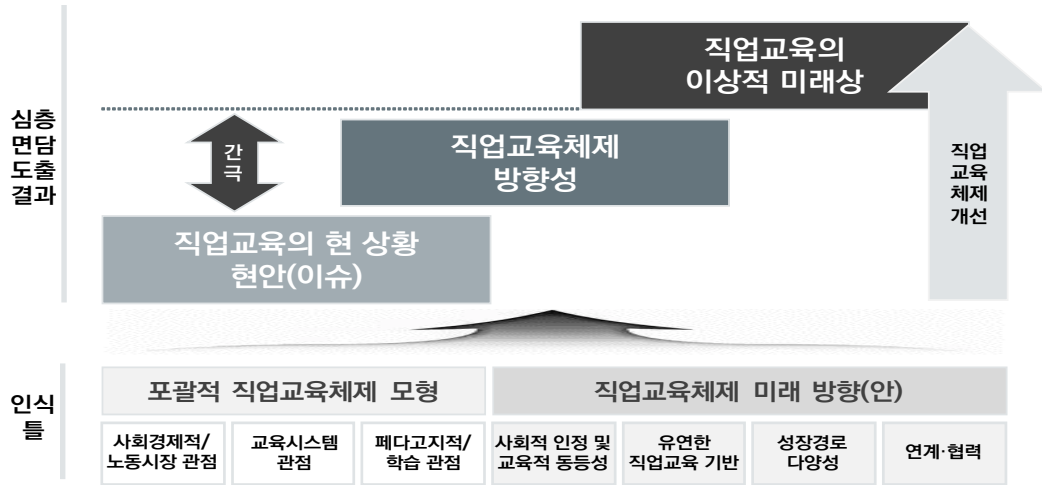 심층
면담
도출
결과
직업교육의
이상적 미래상
간
극
직업교육체제
방향성
직업
교육
체제
개선
직업교육의 현 상황
현안(이슈)
인식
틀
포괄적 직업교육체제 모형
직업교육체제 미래 방향(안)
사회경제적/
노동시장 관점
교육시스템
관점
페다고지적/
학습 관점
사회적 인정 및
교육적 동등성
유연한
직업교육 기반
성장경로
다양성
연계·협력